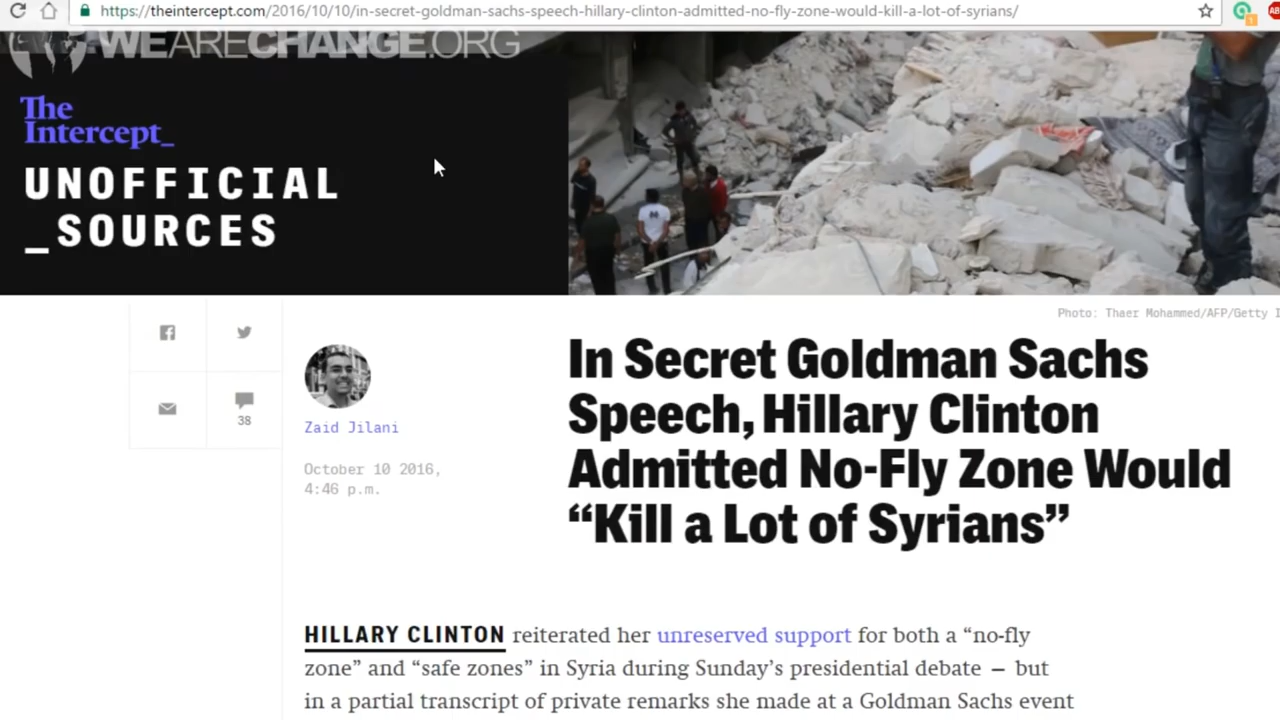 https://theintercept.com/2016/10/10/in-secret-goldman-sachs-speech-hillary-clinton-admitted-no-fly-zone-would-kill-a-lot-of-syrians/
1
WEARECHANGE.ORG
The
Intercept_
UNOFFICIAL
_SOURCES
Photo: Thaer Mohammed/AFP/Getty
In Secret Goldman Sachs
Speech, Hillary Clinton
Admitted No-Fly Zone Would
“Kill a Lot of Syrians”
38
Zaid Jilani
October 10 2016,
4:46 p.m.
HILLARY CLINTON reiterated her unreserved support for both a “no-fly
zone” and “safe zones” in Syria during Sunday’s presidential debate — but
in a partial transcript of private remarks she made at a Goldman Sachs event